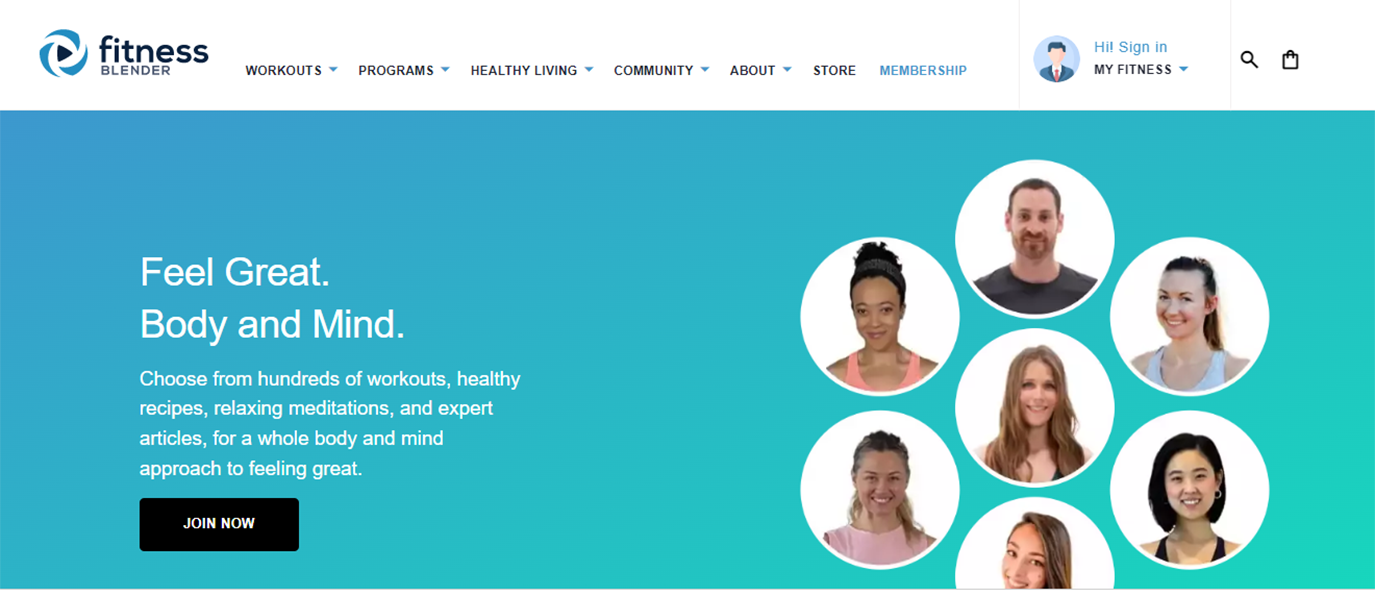 fitness
BLENDER
WORKOUTS PROGRAMS HEALTHY LIVING COMMUNITY ABOUT STORE MEMBERSHIP
Hi! Sign in
MY FITNESS
Feel Great.
Body and Mind.
Choose from hundreds of workouts, healthy
recipes, relaxing meditations, and expert
articles, for a whole body and mind
approach to feeling great.
JOIN NOW